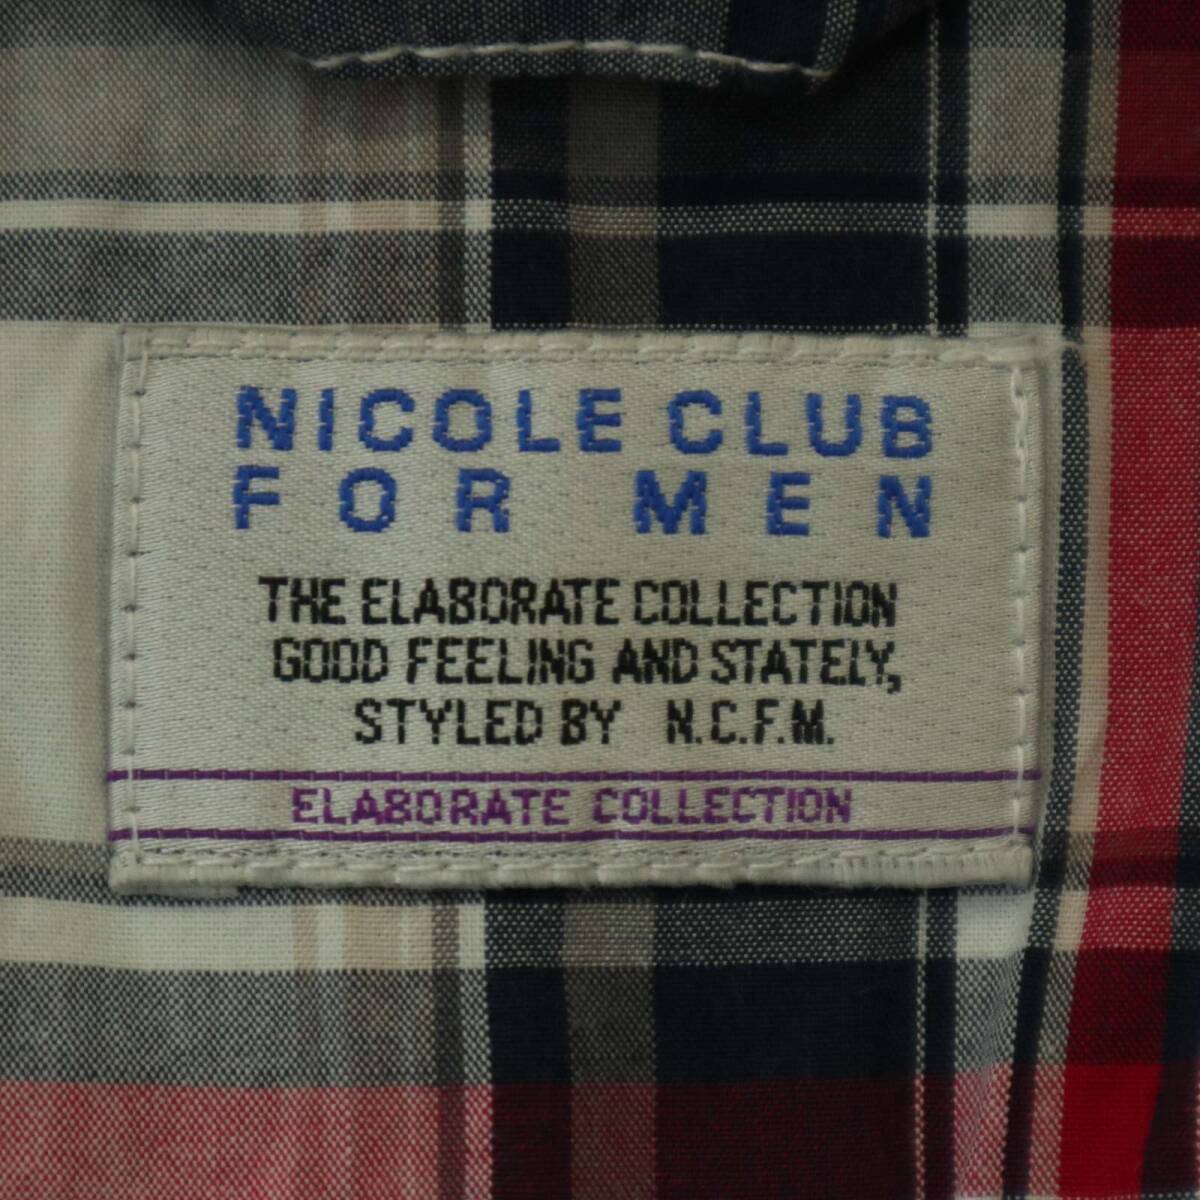 NICOLE CLUB
FOR MEN
THE ELABORATE COLLECTION
GOOD FEELING AND STATELY,
STYLED BY N.C.F.M.
ELABORATE COLLECTION